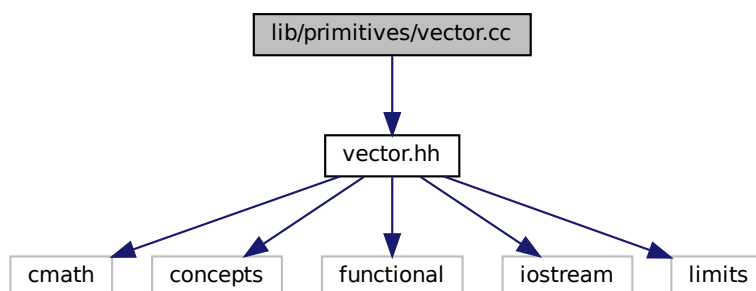 lib/primitives/vector.cc
vector.hh
cmath
concepts
functional
iostream
limits